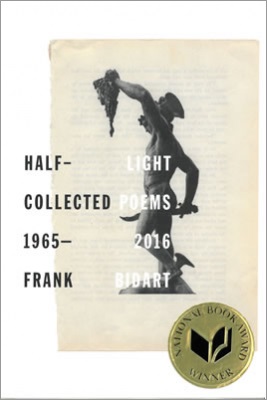 HALF- LIGHT
COLLECTED POEMS
1965— 2016
FRANK BIDART
NATIONAL BOOK AWARD
WINNER